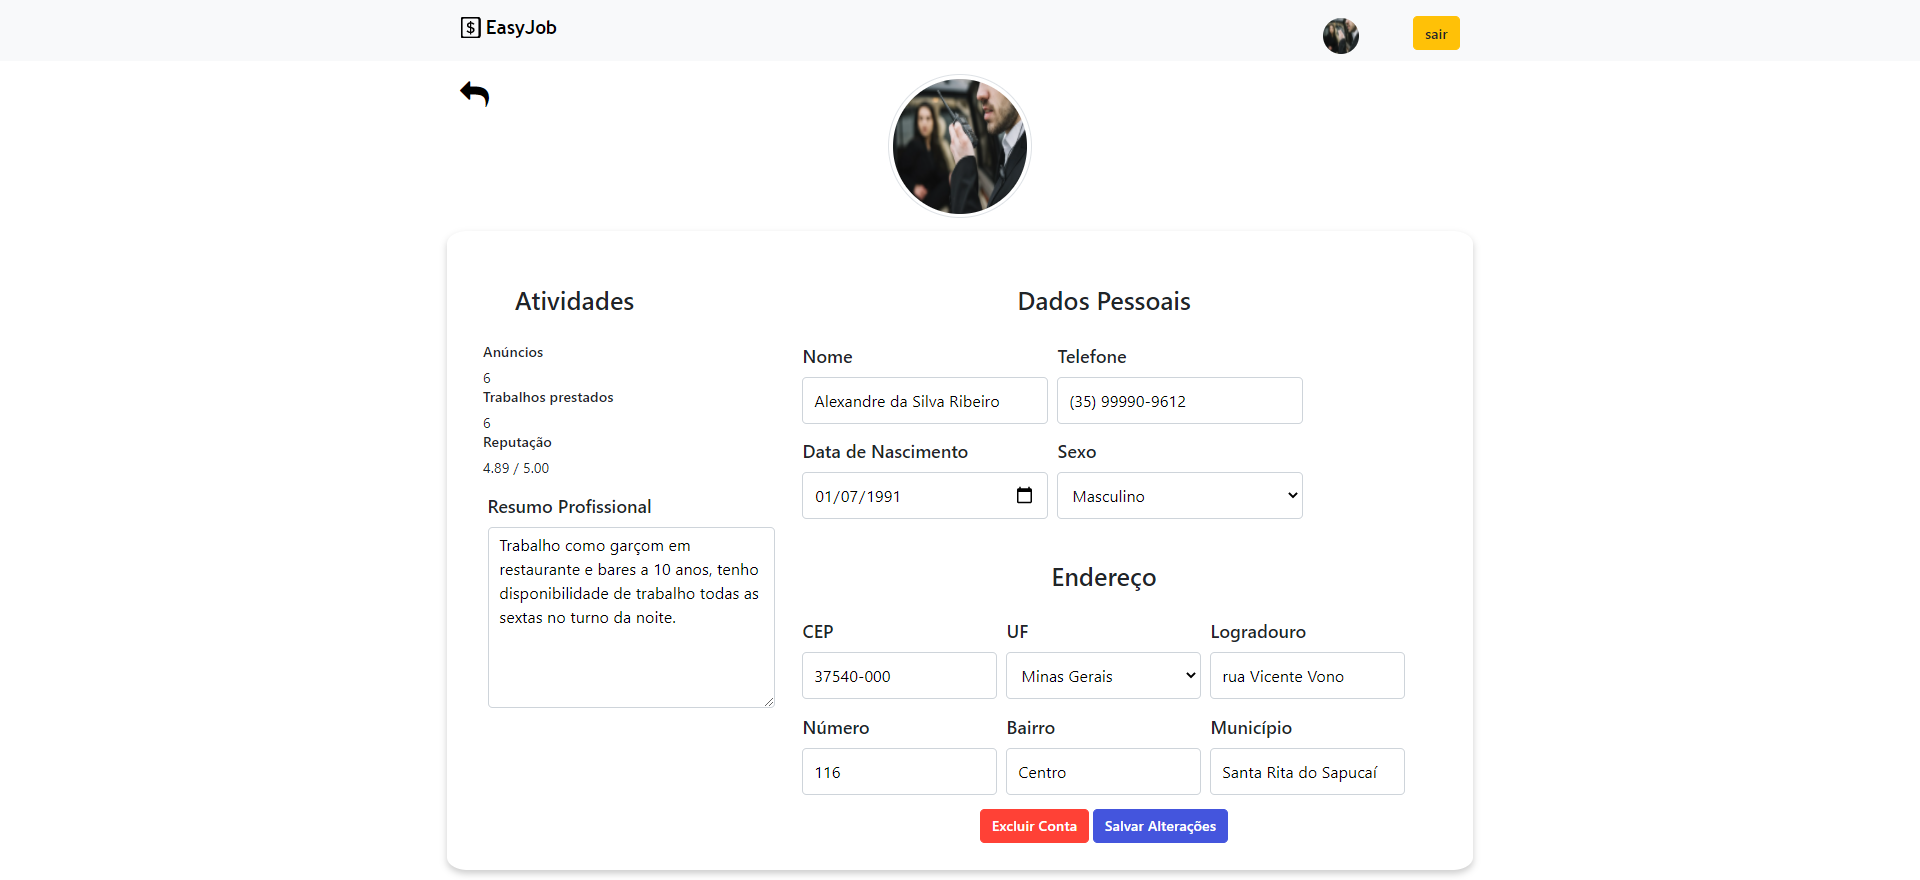 $ EasyJob
sair
Atividades
Anúncios
6
Trabalhos prestados
6
Reputação
4.89 / 5.00
Resumo Profissional
Trabalho como garçom em
restaurante e bares a 10 anos, tenho
disponibilidade de trabalho todas as
sextas no turno da noite.
Dados Pessoais
Nome Telefone
Alexandre da Silva Ribeiro (35) 99990-9612
Data de Nascimento Sexo
01/07/1991 Masculino
Endereço
CEP UF Logradouro
37540-000 Minas Gerais rua Vicente Vono
Número Bairro Município
116 Centro Santa Rita do Sapucaí
Excluir Conta Salvar Alterações